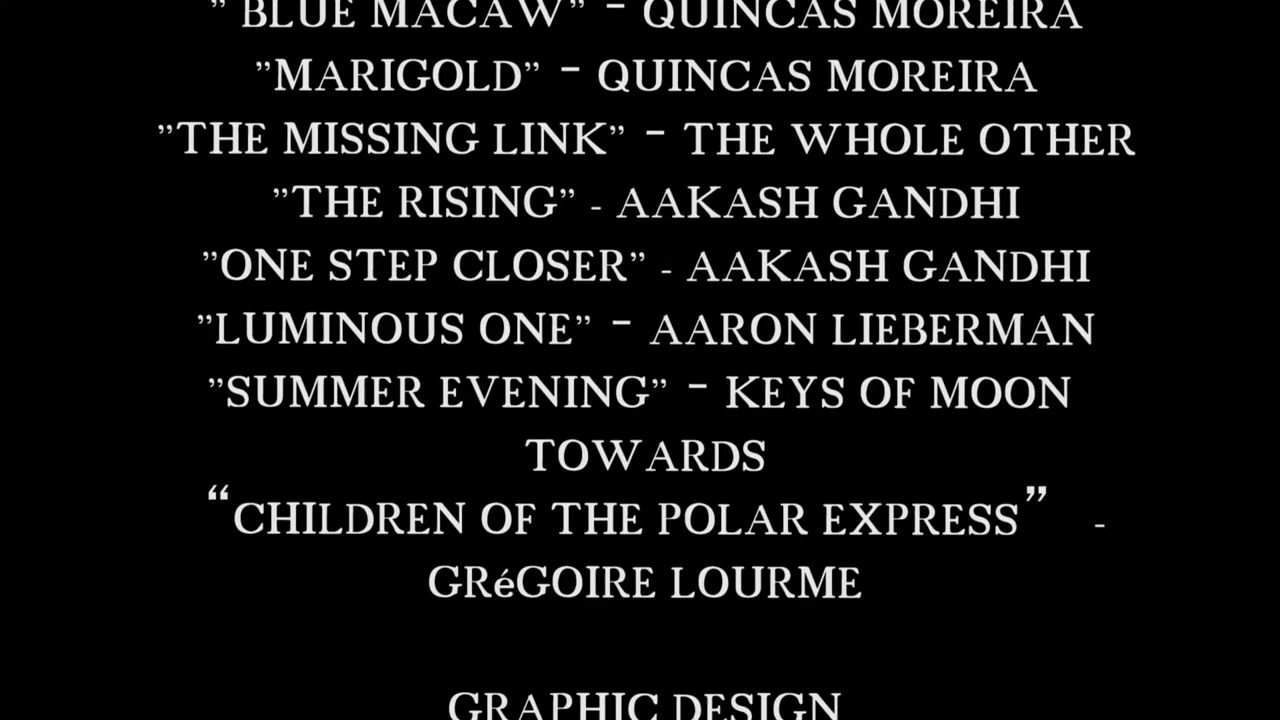 ” BLUE MACAW” – QUINCAS MOREIRA
”MARIGOLD” – QUINCAS MOREIRA
”THE MISSING LINK” – THE WHOLE OTHER
”THE RISING” - AAKASH GANDHI
”ONE STEP CLOSER” - AAKASH GANDHI
”LUMINOUS ONE” – AARON LIEBERMAN
”SUMMER EVENING” – KEYS OF MOON
TOWARDS
“CHILDREN OF THE POLAR EXPRESS” -
GRéGOIRE LOURME
GRAPHIC DESIGN